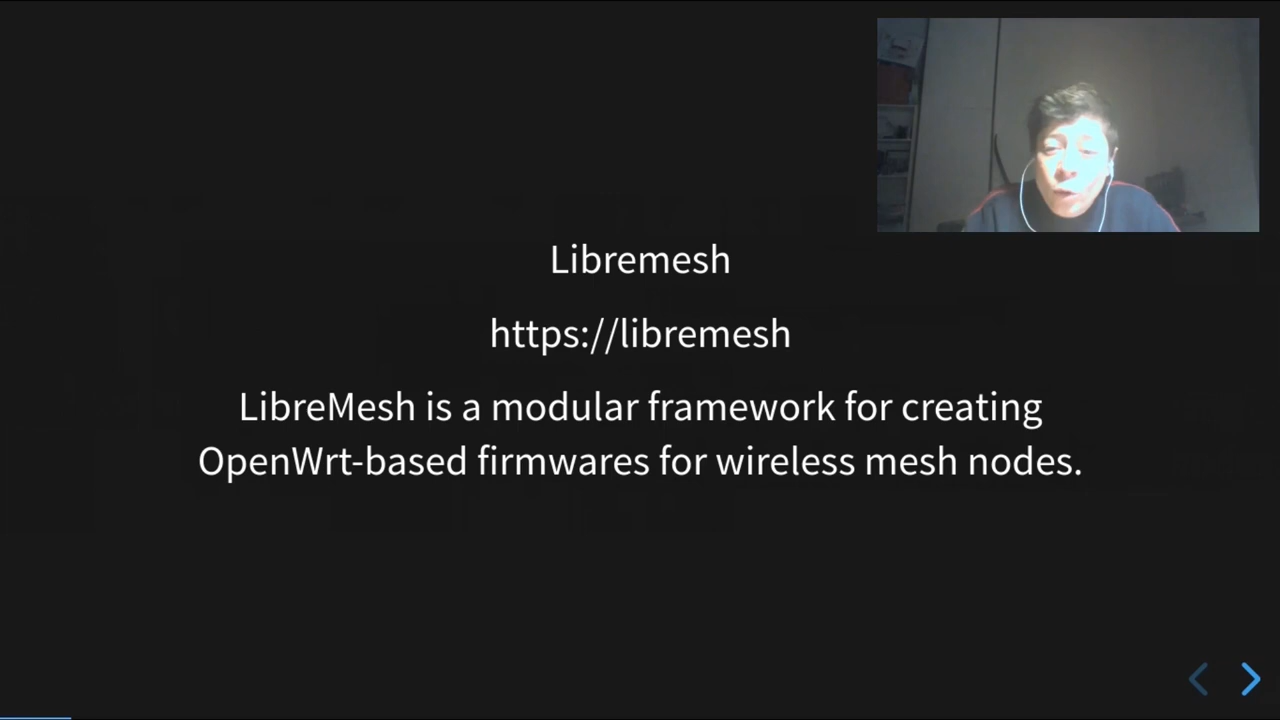 Libremesh
https://libremesh
LibreMesh is a modular framework for creating
OpenWrt-based firmwares for wireless mesh nodes.